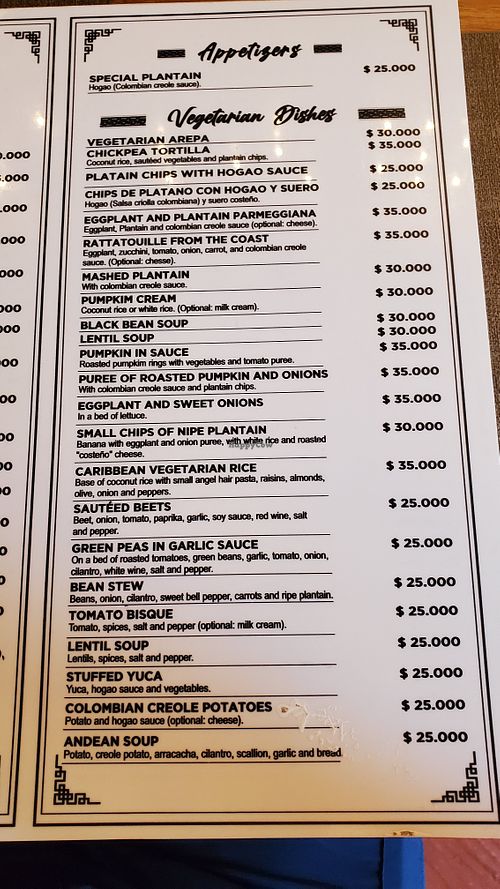 Appetizers
SPECIAL PLANTAIN $ 25.000
Hogao (Colombian creole sauce).
Vegetarian Dishes
VEGETARIAN AREPA $ 30.000
CHICKPEA TORTILLA $ 35.000
Coconut rice, sautéed vegetables and plantain chips.
PLATAIN CHIPS WITH HOGAO SAUCE $ 25.000
CHIPS DE PLATANO CON HOGAO Y SUERO $ 25.000
Hogao (Salsa criolla colombiana) y suero costeño.
EGGPLANT AND PLANTAIN PARMEGGIANA $ 35.000
Eggplant, Plantain and colombian creole sauce (optional: chesse).
RATTATOUILLE FROM THE COAST $ 35.000
Eggplant, zucchini, tomato, onion, carrot, and colombian creole
sauce. (Optional: chesse).
MASHED PLANTAIN $ 30.000
With colombian creole sauce.
PUMPKIM CREAM $ 30.000
Coconut rice or white rice. (Optional: milk cream).
BLACK BEAN SOUP $ 30.000
LENTIL SOUP $ 30.000
PUMPKIN IN SAUCE $ 35.000
Roasted pumpkim rings with vegetables and tomato puree.
PUREE OF ROASTED PUMPKIN AND ONIONS $ 35.000
With colombian creole sauce and plantain chips.
EGGPLANT AND SWEET ONIONS $ 35.000
In a bed of lettuce.
SMALL CHIPS OF NIPE PLANTAIN $ 30.000
Banana with eggplant and onion puree, with white rice and roasted
"costeño" cheese.
happycow
CARIBBEAN VEGETARIAN RICE $ 35.000
Base of coconut rice with small angel hair pasta, raisins, almonds,
olive, onion and peppers.
SAUTÉED BEETS $ 25.000
Beet, onion, tomato, paprika, garlic, soy sauce, red wine, salt
and pepper.
GREEN PEAS IN GARLIC SAUCE $ 25.000
On a bed of roasted tomatoes, green beans, garlic, tomato, onion,
cilantro, white wine, salt and pepper.
BEAN STEW $ 25.000
Beans, onion, cilantro, sweet bell pepper, carrots and ripe plantain.
TOMATO BISQUE $ 25.000
Tomato, spices, salt and pepper (optional: milk cream).
LENTIL SOUP $ 25.000
Lentils, spices, salt and pepper.
STUFFED YUCA $ 25.000
Yuca, hogao sauce and vegetables.
COLOMBIAN CREOLE POTATOES $ 25.000
Potato and hogao sauce (optional: cheese).
ANDEAN SOUP $ 25.000
Potato, creole potato, arracacha, cilantro, scallion, garlic and bread.